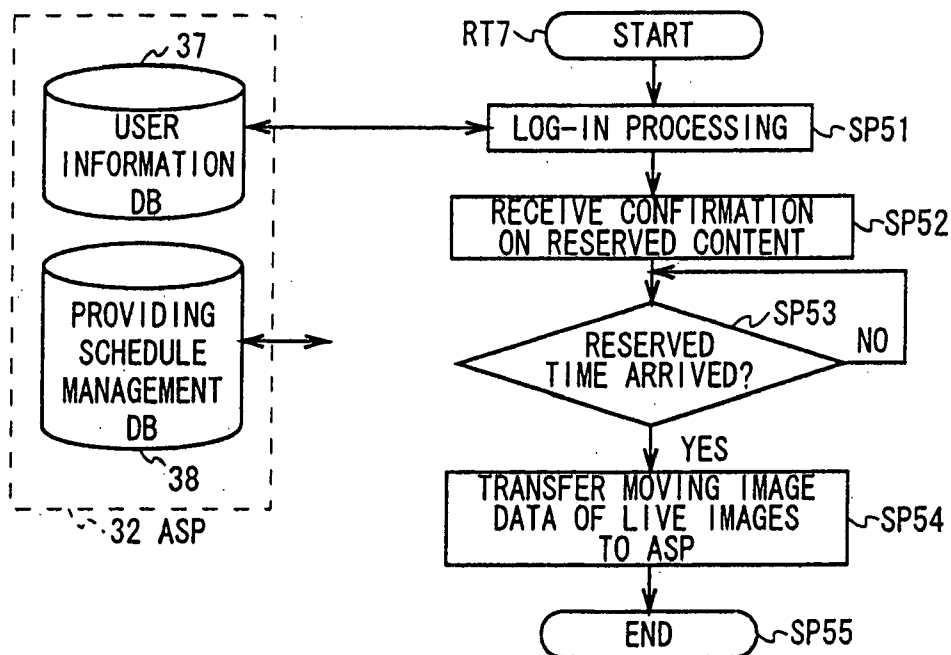 37
USER
INFORMATION
DB
PROVIDING
SCHEDULE
MANAGEMENT
DB
38
32 ASP
RT7
START
LOG-IN PROCESSING
SP51
RECEIVE CONFIRMATION
ON RESERVED CONTENT
SP52
SP53
RESERVED
TIME ARRIVED?
NO
YES
TRANSFER MOVING IMAGE
DATA OF LIVE IMAGES
TO ASP
SP54
END
SP55